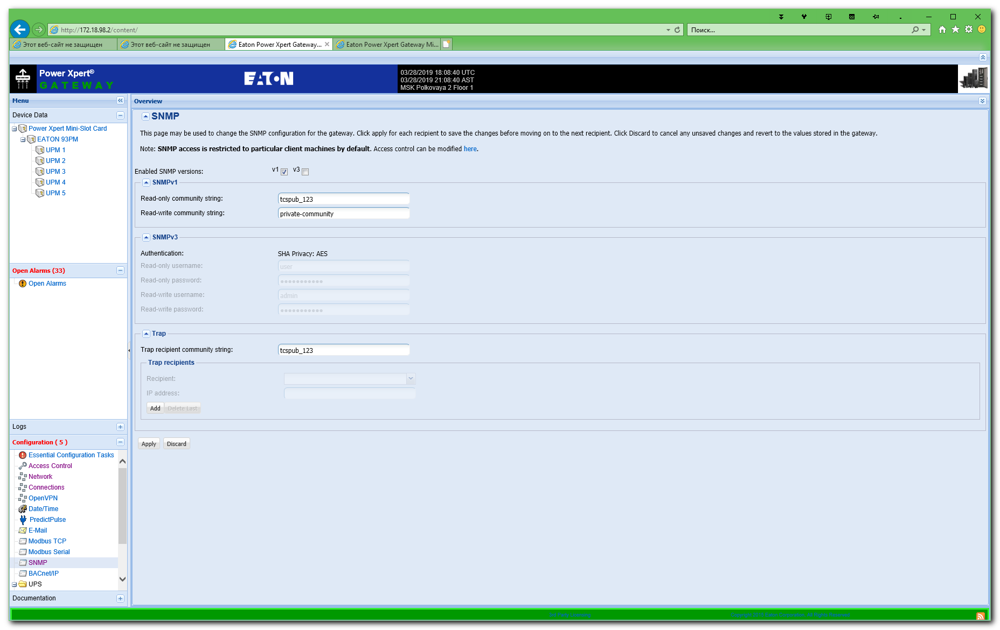 http://172.18.98.2/content/
Поиск...
Этот веб-сайт не защищен
Этот веб-сайт не защищен
Eaton Power Xpert Gateway...
Eaton Power Xpert Gateway Mi...
Power Xpert®
GATEWAY
EATON
03/28/2019 18:08:40 UTC
03/28/2019 21:08:40 AST
MSK Polkovaya 2 Floor 1
Menu
Device Data
Power Xpert Mini-Slot Card
EATON 93PM
UPM 1
UPM 2
UPM 3
UPM 4
UPM 5
Open Alarms (33)
Open Alarms
Logs
Configuration ( 5 )
Essential Configuration Tasks
Access Control
Network
Connections
OpenVPN
Date/Time
PredictPulse
E-Mail
Modbus TCP
Modbus Serial
SNMP
BACnet/IP
UPS
Documentation
Overview
SNMP
This page may be used to change the SNMP configuration for the gateway. Click apply for each recipient to save the changes before moving on to the next recipient. Click Discard to cancel any unsaved changes and revert to the values stored in the gateway.
Note: SNMP access is restricted to particular client machines by default. Access control can be modified here.
Enabled SNMP versions: v1 v3
SNMPv1
Read-only community string: tcspub_123
Read-write community string: private-community
SNMPv3
Authentication: SHA Privacy: AES
Read-only username: user
Read-only password: ●●●●●●●●●●●
Read-write username: admin
Read-write password: ●●●●●●●●●●●
Trap
Trap recipient community string: tcspub_123
Trap recipients
Recipient:
IP address:
Add Delete Last
Apply Discard